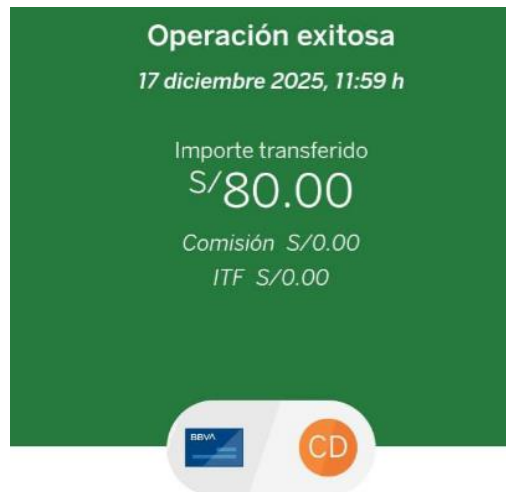 Operación exitosa
17 diciembre 2025, 11:59 h
Importe transferido
S/80.00
Comisión S/0.00
ITF S/0.00
BBVA
CD